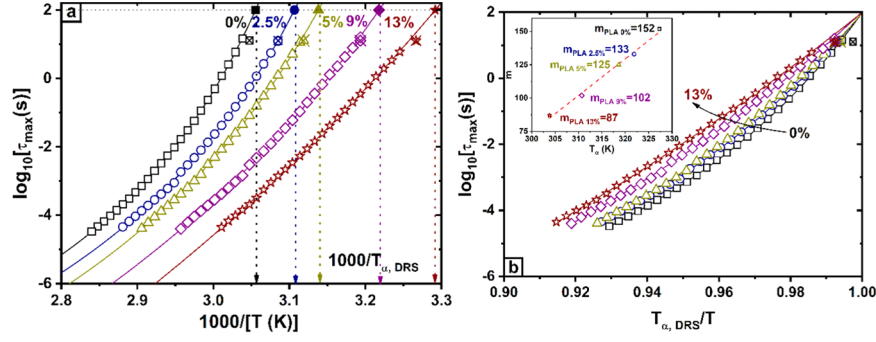 a
0% 2.5% 5% 9% 13%
log10[τmax(s)]
2
1
0
-2
-4
-6
1000/Tα, DRS
2.8 2.9 3.0 3.1 3.2 3.3
1000/[T (K)]
log10[τmax(s)]
2
1
0
-2
-4
-6
m
150
125
100
75
mPLA 0%=152
mPLA 2.5%=133
mPLA 5%=125
mPLA 9%=102
mPLA 13%=87
305 310 315 320 325 330
Tα (K)
13%
0%
b
0.90 0.92 0.94 0.96 0.98 1.00
Tα, DRS/T